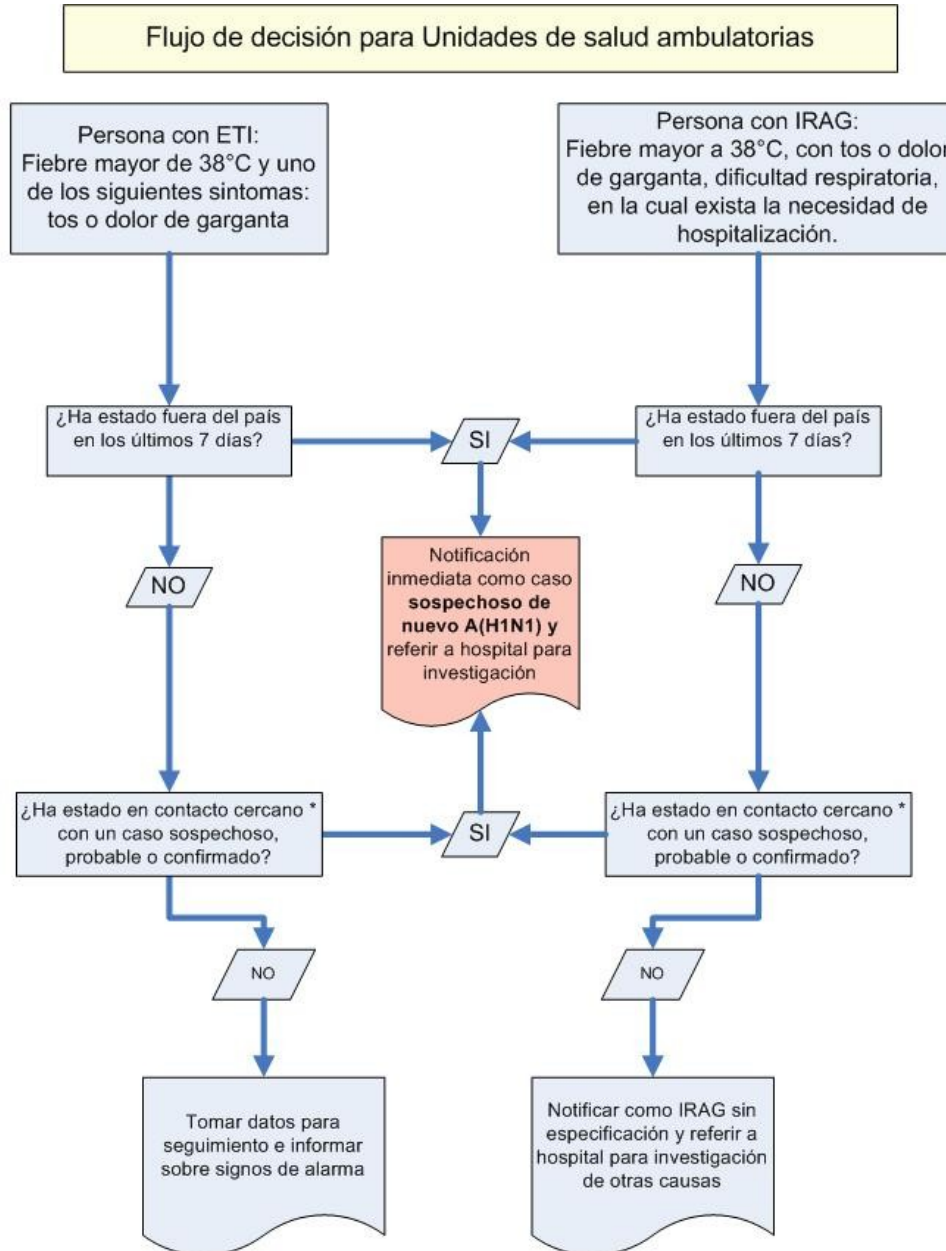 Flujo de decisión para Unidades de salud ambulatorias
Persona con ETI:
Fiebre mayor de 38°C y uno
de los siguientes sintomas:
tos o dolor de garganta
Persona con IRAG:
Fiebre mayor a 38°C, con tos o dolor
de garganta, dificultad respiratoria,
en la cual exista la necesidad de
hospitalización.
¿Ha estado fuera del país
en los últimos 7 días?
SI
¿Ha estado fuera del país
en los últimos 7 días?
NO
Notificación
inmediata como caso
sospechoso de
nuevo A(H1N1) y
referir a hospital para
investigación
NO
¿Ha estado en contacto cercano *
con un caso sospechoso,
probable o confirmado?
SI
¿Ha estado en contacto cercano *
con un caso sospechoso,
probable o confirmado?
NO
NO
Tomar datos para
seguimiento e informar
sobre signos de alarma
Notificar como IRAG sin
especificación y referir a
hospital para investigación
de otras causas